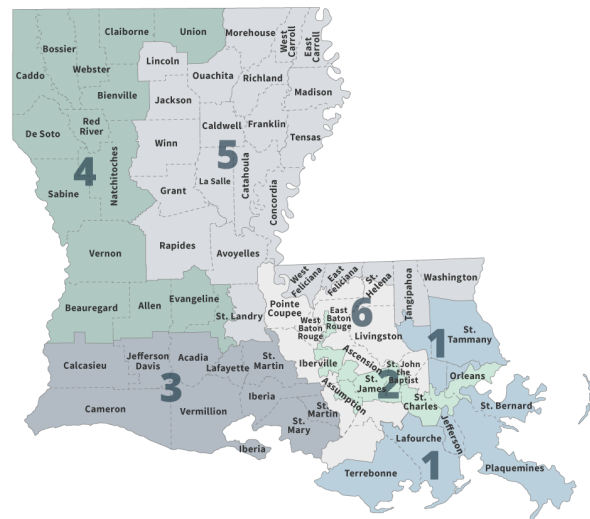 Claiborne
Union
Morehouse
West
Carroll
East
Carroll
Bossier
Lincoln
Webster
Caddo
Ouachita
Richland
Bienville
Madison
Jackson
Red
River
Caldwell
Franklin
De Soto
Tensas
Winn
5
4
Natchitoches
La Salle
Catahoula
Sabine
Grant
Concordia
Rapides
Avoyelles
Vernon
West
Feliciana
East
Feliciana
St.
Helena
Tangipahoa
Washington
Evangeline
Beauregard
Allen
St. Landry
Pointe
Coupee
West
Baton
Rouge
East
Baton
Rouge
6
Livingston
1
St.
Tammany
Calcasieu
Jefferson
Davis
Acadia
Lafayette
St.
Martin
Iberville
Ascension
St. John
the
Baptist
Orleans
3
St.
James
2
Assumption
St.
Charles
Cameron
Vermillion
Iberia
St.
Martin
St.
Mary
Iberia
Jefferson
St. Bernard
Lafourche
1
Terrebonne
Plaquemines